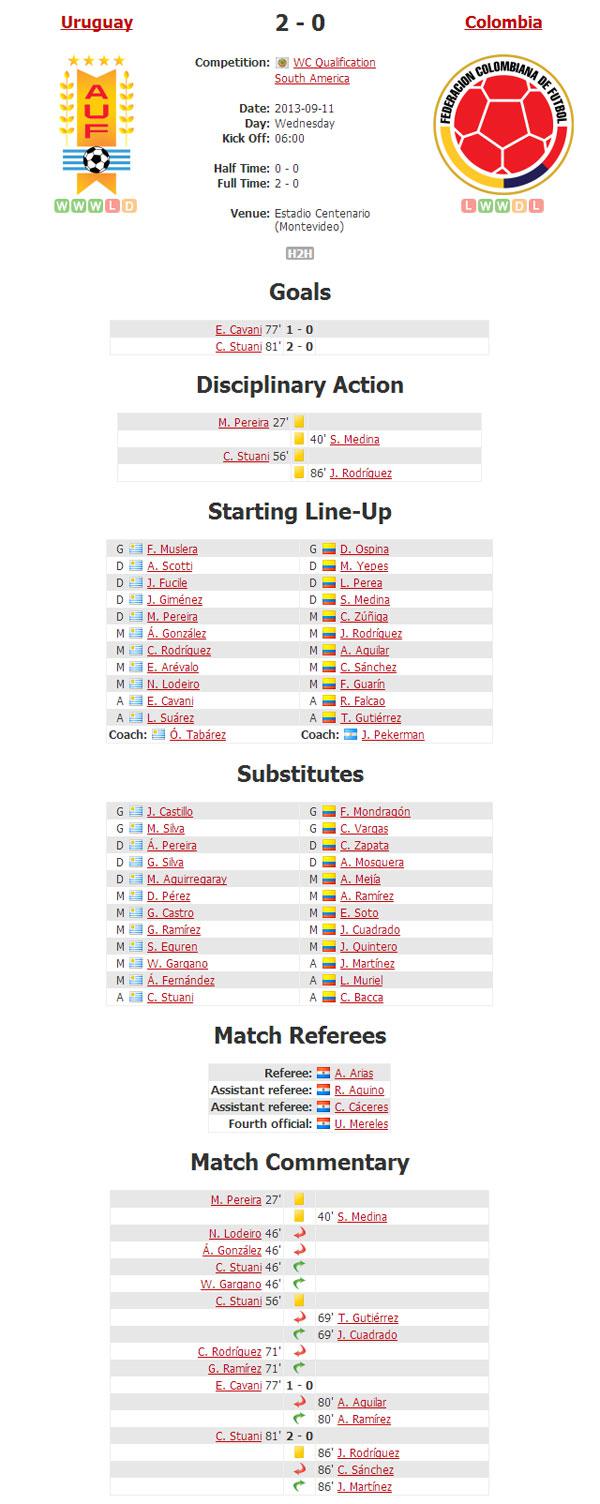 Uruguay 2 - 0 Colombia
Competition: WC Qualification
South America
AUF
FEDERACION COLOMBIANA DE FUTBOL
Date: 2013-09-11
Day: Wednesday
Kick Off: 06:00
Half Time: 0 - 0
Full Time: 2 - 0
W W W L D
L W W D L
Venue: Estadio Centenario
(Montevideo)
H2H
Goals
E. Cavani 77' 1 - 0
C. Stuani 81' 2 - 0
Disciplinary Action
M. Pereira 27'
40' S. Medina
C. Stuani 56'
86' J. Rodríguez
Starting Line-Up
G F. Muslera G D. Ospina
D A. Scotti D M. Yepes
D J. Fucile D L. Perea
D J. Giménez D S. Medina
D M. Pereira M C. Zúñiga
M Á. González M J. Rodríguez
M C. Rodríguez M A. Aguilar
M E. Arévalo M C. Sánchez
M N. Lodeiro M F. Guarín
A E. Cavani A R. Falcao
A L. Suárez A T. Gutiérrez
Coach: Ó. Tabárez Coach: J. Pekerman
Substitutes
G J. Castillo G F. Mondragón
G M. Silva G C. Vargas
D Á. Pereira D C. Zapata
D G. Silva D A. Mosquera
D M. Aguirregaray M A. Mejía
M D. Pérez M A. Ramírez
M G. Castro M E. Soto
M G. Ramírez M J. Cuadrado
M S. Eguren M J. Quintero
M W. Gargano A J. Martínez
M Á. Fernández A L. Muriel
A C. Stuani A C. Bacca
Match Referees
Referee: A. Arias
Assistant referee: R. Aquino
Assistant referee: C. Cáceres
Fourth official: U. Mereles
Match Commentary
M. Pereira 27'
40' S. Medina
N. Lodeiro 46'
Á. González 46'
C. Stuani 46'
W. Gargano 46'
C. Stuani 56'
69' T. Gutiérrez
69' J. Cuadrado
C. Rodríguez 71'
G. Ramírez 71'
E. Cavani 77' 1 - 0
80' A. Aguilar
80' A. Ramírez
C. Stuani 81' 2 - 0
86' J. Rodríguez
86' C. Sánchez
86' J. Martínez